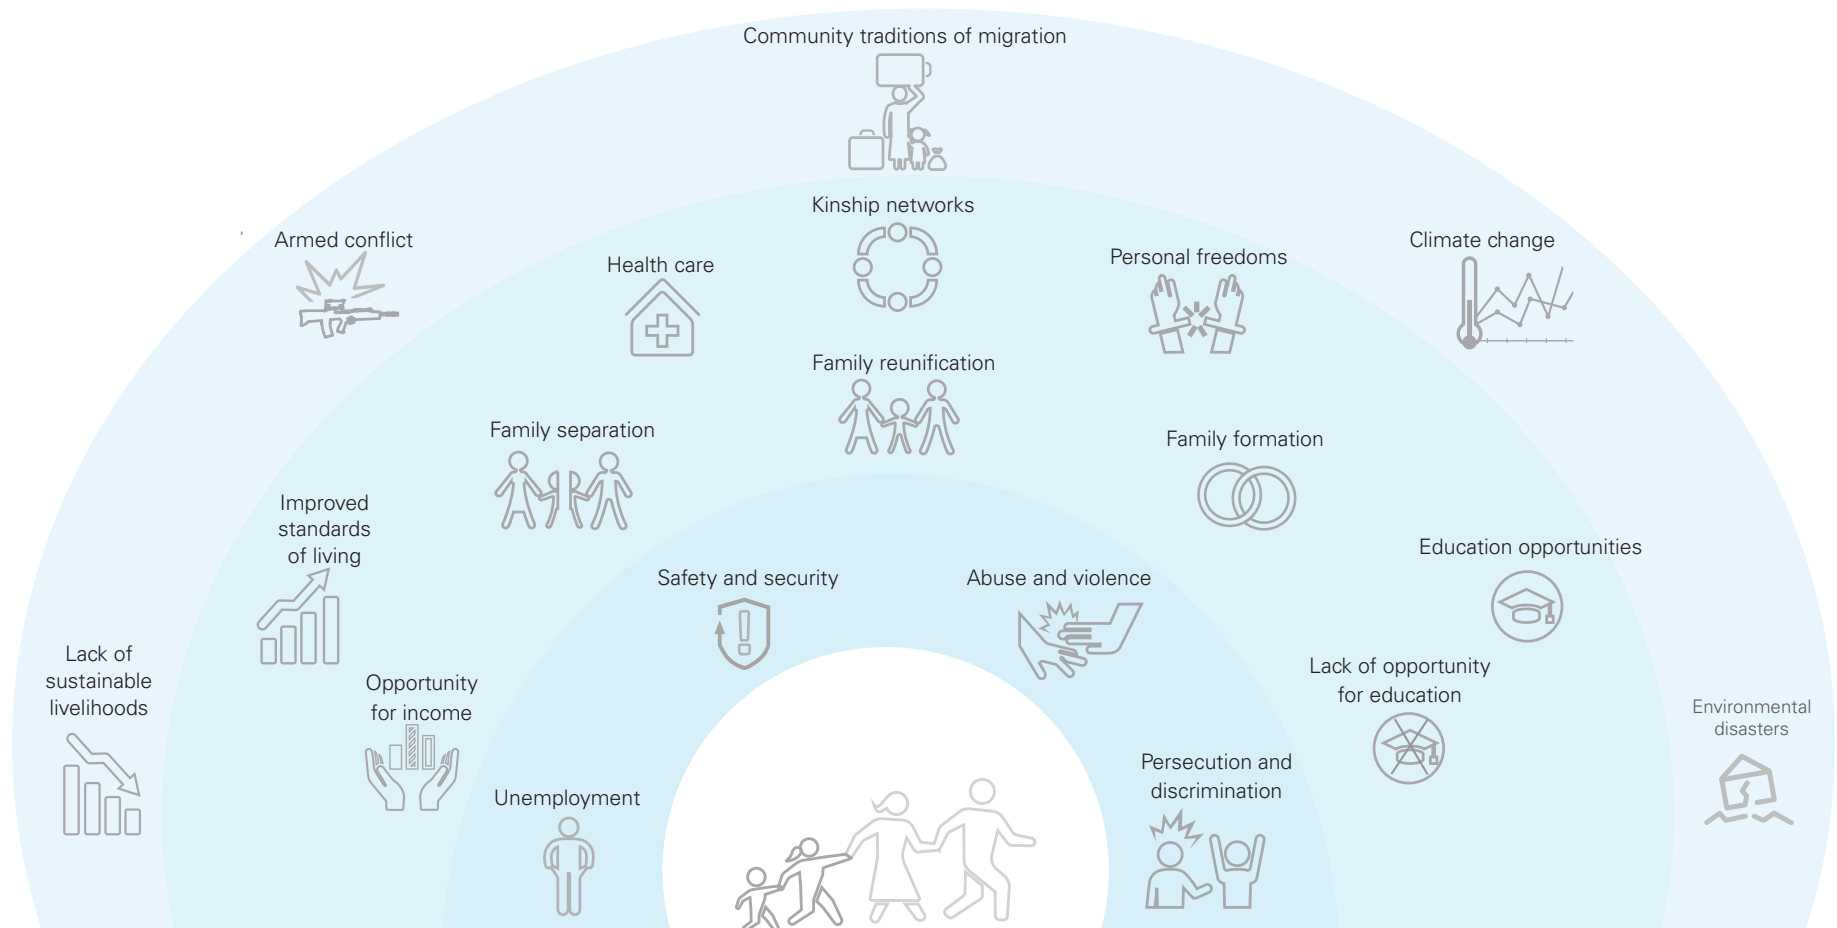 Community traditions of migration
Kinship networks
Armed conflict
Climate change
Health care
Personal freedoms
Family reunification
Family separation
Family formation
Improved
standards
of living
Education opportunities
Safety and security
Abuse and violence
Lack of
sustainable
livelihoods
Opportunity
for income
Lack of opportunity
for education
Environmental
disasters
Unemployment
Persecution and
discrimination